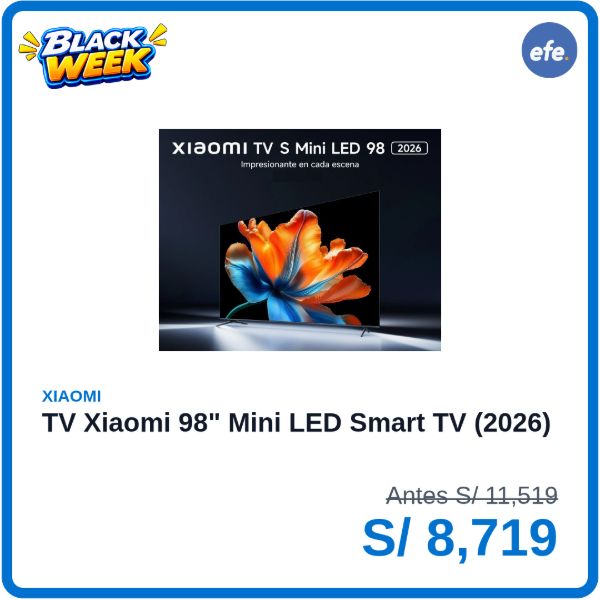 BLACK
WEEK
efe.
XIAOMI TV S Mini LED 98 2026
Impresionante en cada escena
XIAOMI
TV Xiaomi 98" Mini LED Smart TV (2026)
Antes S/ 11,519
S/ 8,719